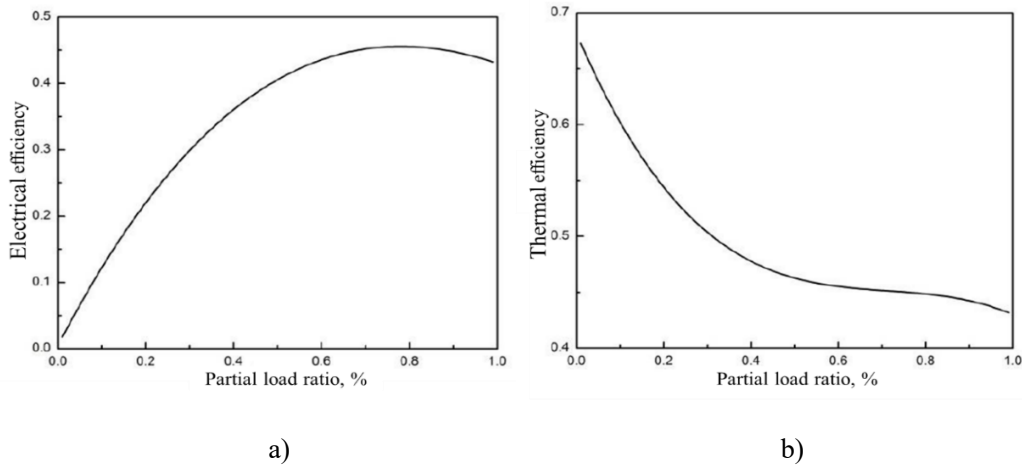 Electrical efficiency
0.5
0.4
0.3
0.2
0.1
0.0
0.0 0.2 0.4 0.6 0.8 1.0
Partial load ratio, %
a)
Thermal efficiency
0.7
0.6
0.5
0.4
0.0 0.2 0.4 0.6 0.8 1.0
Partial load ratio, %
b)